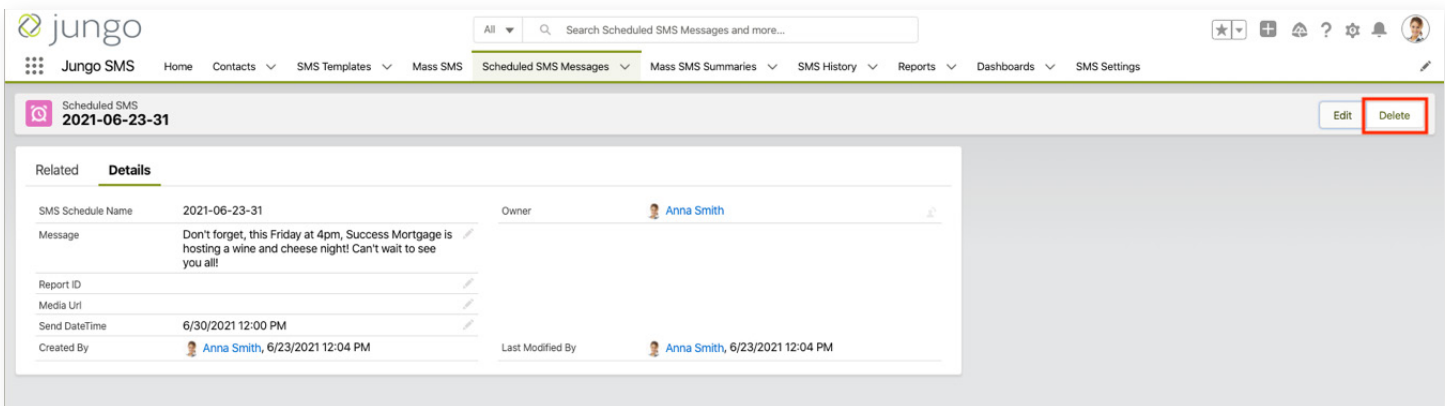 jungo
All
Search Scheduled SMS Messages and more...
Jungo SMS Home Contacts SMS Templates Mass SMS Scheduled SMS Messages Mass SMS Summaries SMS History Reports Dashboards SMS Settings
Scheduled SMS
2021-06-23-31
Edit Delete
Related Details
SMS Schedule Name 2021-06-23-31 Owner Anna Smith
Message Don't forget, this Friday at 4pm, Success Mortgage is
hosting a wine and cheese night! Can't wait to see
you all!
Report ID
Media Url
Send DateTime 6/30/2021 12:00 PM
Created By Anna Smith, 6/23/2021 12:04 PM Last Modified By Anna Smith, 6/23/2021 12:04 PM